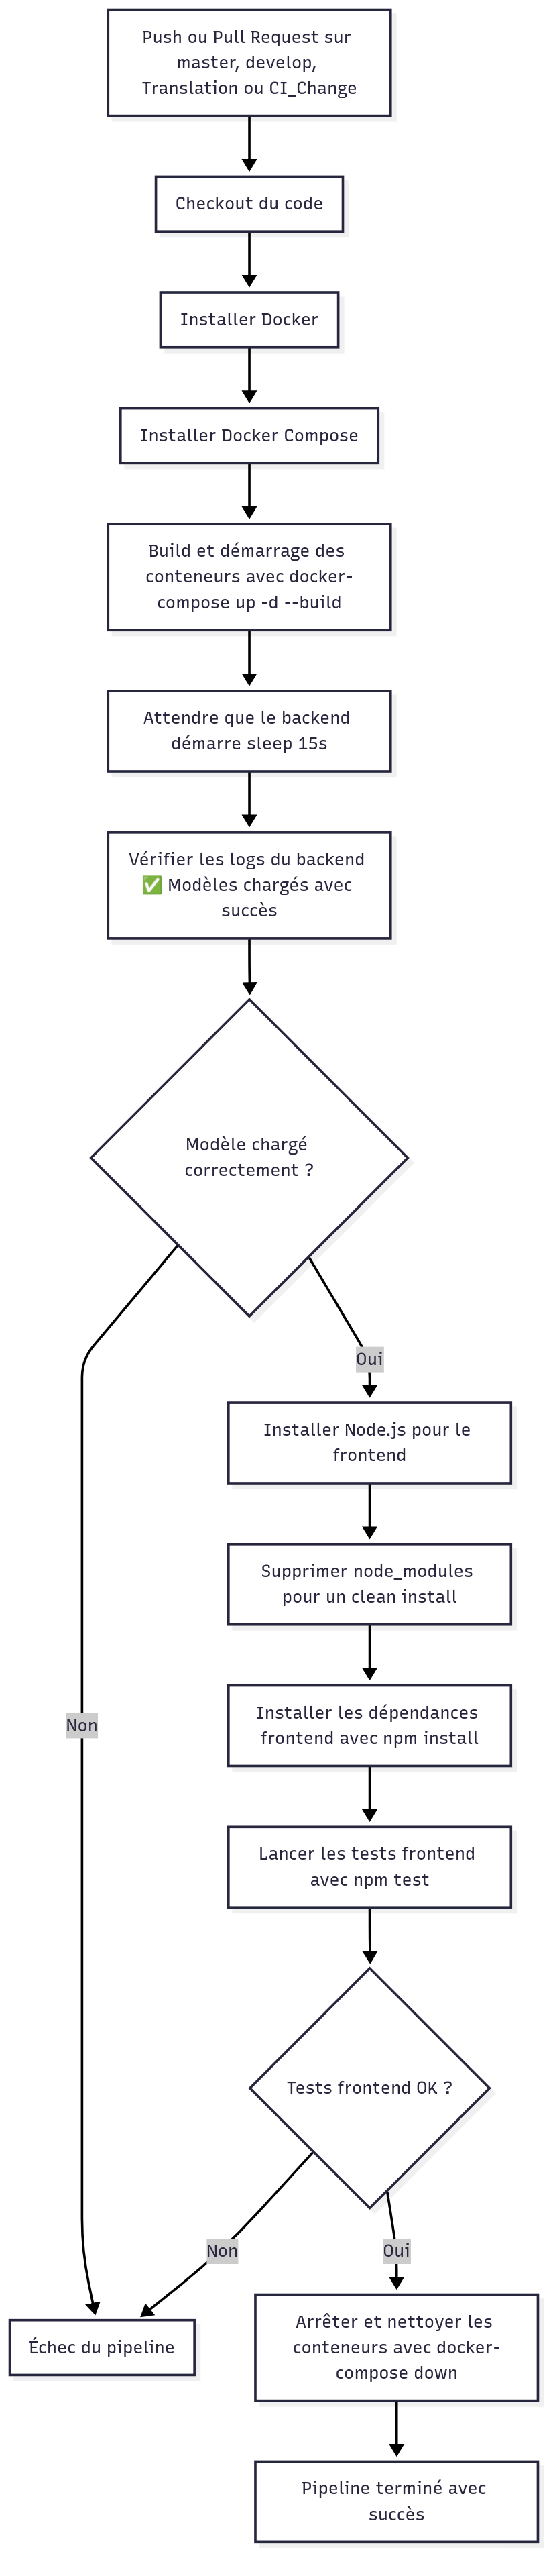 Push ou Pull Request sur
master, develop,
Translation ou CI_Change
Checkout du code
Installer Docker
Installer Docker Compose
Build et démarrage des
conteneurs avec docker-
compose up -d --build
Attendre que le backend
démarre sleep 15s
Vérifier les logs du backend
✅ Modèles chargés avec
succès
Modèle chargé
correctement ?
Oui
Installer Node.js pour le
frontend
Supprimer node_modules
pour un clean install
Installer les dépendances
frontend avec npm install
Non
Lancer les tests frontend
avec npm test
Tests frontend OK ?
Non
Oui
Échec du pipeline
Arrêter et nettoyer les
conteneurs avec docker-
compose down
Pipeline terminé avec
succès